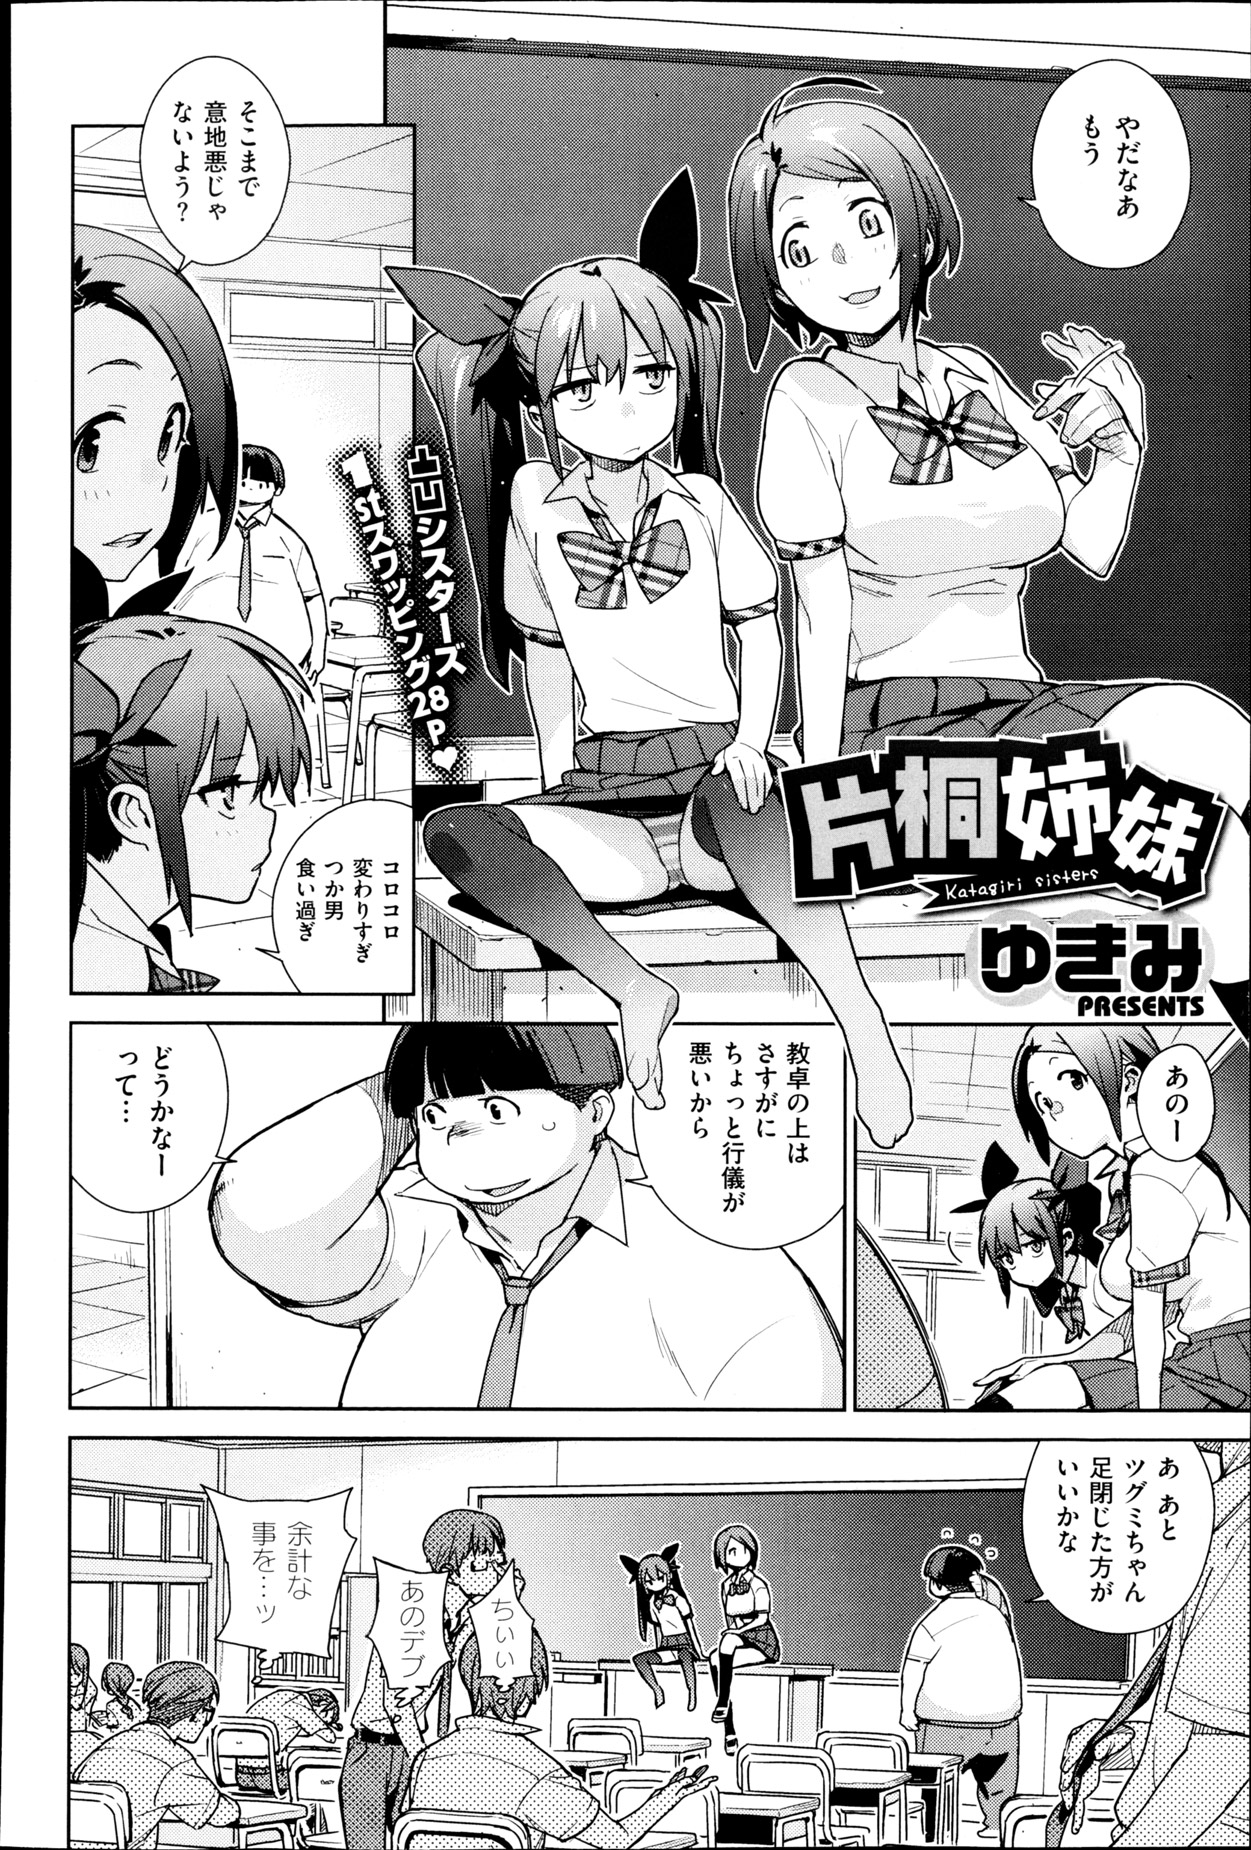 やだなあ
もう
そこまで
意地悪じゃ
ないよう?
凸凹シスターズ
1stスワッピング28P♥
片桐姉妹
Katagiri sisters
ゆきみ
PRESENTS
コロコロ
変わりすぎ
つか男
食い過ぎ
あのー
教卓の上は
さすがに
ちょっと行儀が
悪いから
どうかなー
って…
あ あと
ツグミちゃん
足閉じた方が
いいかな
ちぃぃ
あのデブ
余計な
事を…ッ